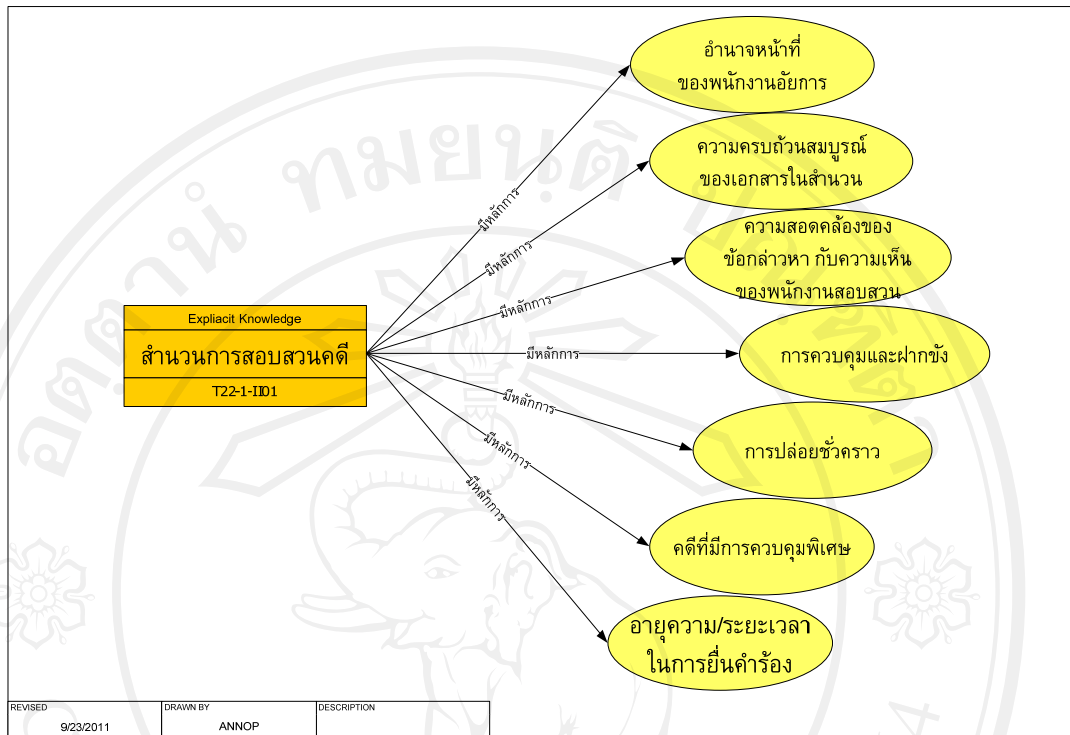 อำนาจหน้าที่
ของพนักงานอัยการ
ความครบถ้วนสมบูรณ์
ของเอกสารในสำนวน
ความสอดคล้องของ
ข้อกล่าวหา กับความเห็น
ของพนักงานสอบสวน
การควบคุมและฝากขัง
การปล่อยชั่วคราว
คดีที่มีการควบคุมพิเศษ
อายุความ/ระยะเวลา
ในการยื่นคำร้อง
มีหลักการ
มีหลักการ
มีหลักการ
มีหลักการ
มีหลักการ
มีหลักการ
มีหลักการ
Expliacit Knowledge
สำนวนการสอบสวนคดี
T22-1-II01
REVISED
9/23/2011
DRAWN BY
ANNOP
DESCRIPTION